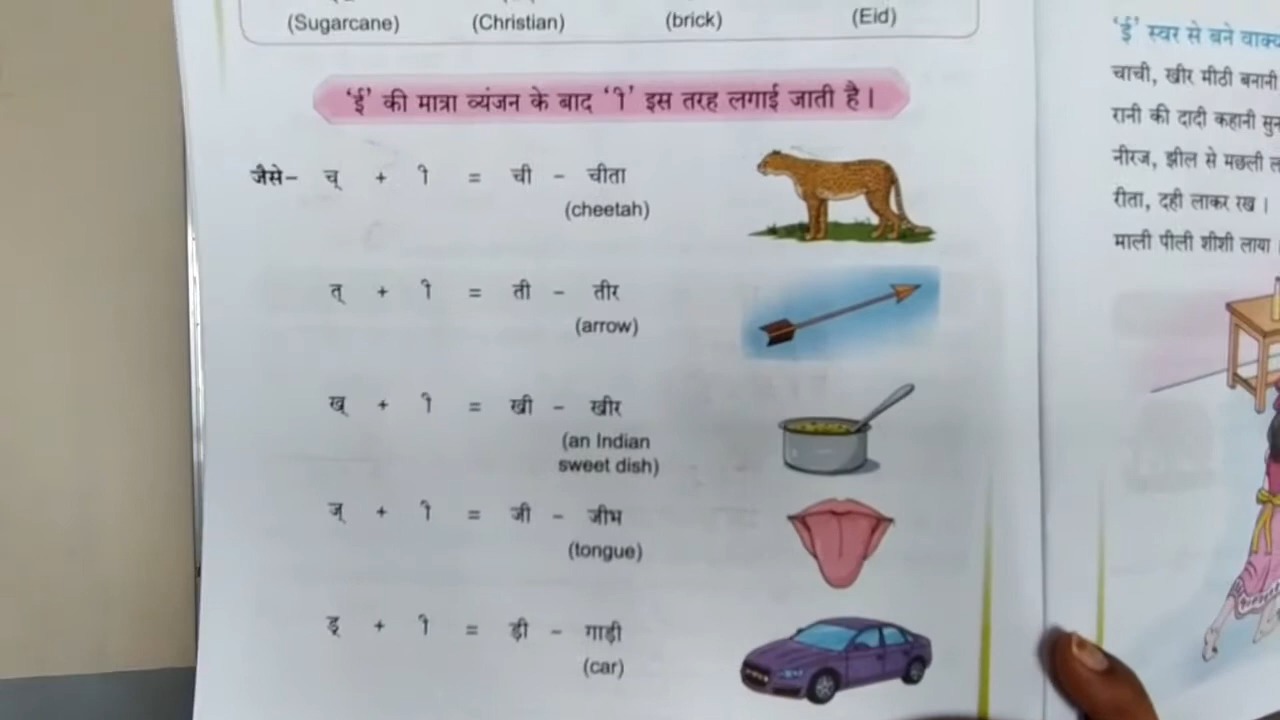 (Sugarcane) (Christian) (brick) (Eid)
'ई' की मात्रा व्यंजन के बाद 'ी' इस तरह लगाई जाती है।
जैसे– च् + ी = ची – चीता
(cheetah)
त् + ी = ती – तीर
(arrow)
ख् + ी = खी – खीर
(an Indian
sweet dish)
ज् + ी = जी – जीभ
(tongue)
ड़् + ी = ड़ी – गाड़ी
(car)
'ई' स्वर से बने
चाची, खीर मीठी बनानी
रानी की दादी कहानी
नीरज, झील से मछली
रीता, दही लाकर रख।
माली पीली शीशी लाया।